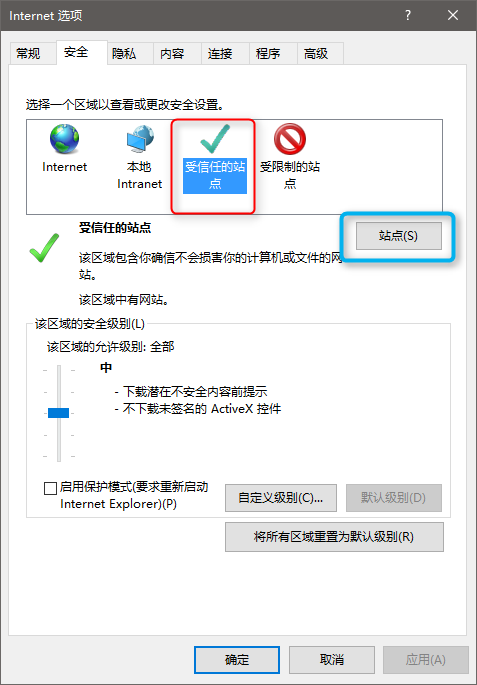 Internet 选项
常规
安全
隐私
内容
连接
程序
高级
选择一个区域以查看或更改安全设置。
Internet
本地
Intranet
受信任的站
点
受限制的站
点
受信任的站点
站点(S)
该区域包含你确信不会损害你的计算机或文件的网
站。
该区域中有网站。
该区域的安全级别(L)
该区域的允许级别: 全部
中
- 下载潜在不安全内容前提示
- 不下载未签名的 ActiveX 控件
启用保护模式(要求重新启动
Internet Explorer)(P)
自定义级别(C)...
默认级别(D)
将所有区域重置为默认级别(R)
确定
取消
应用(A)